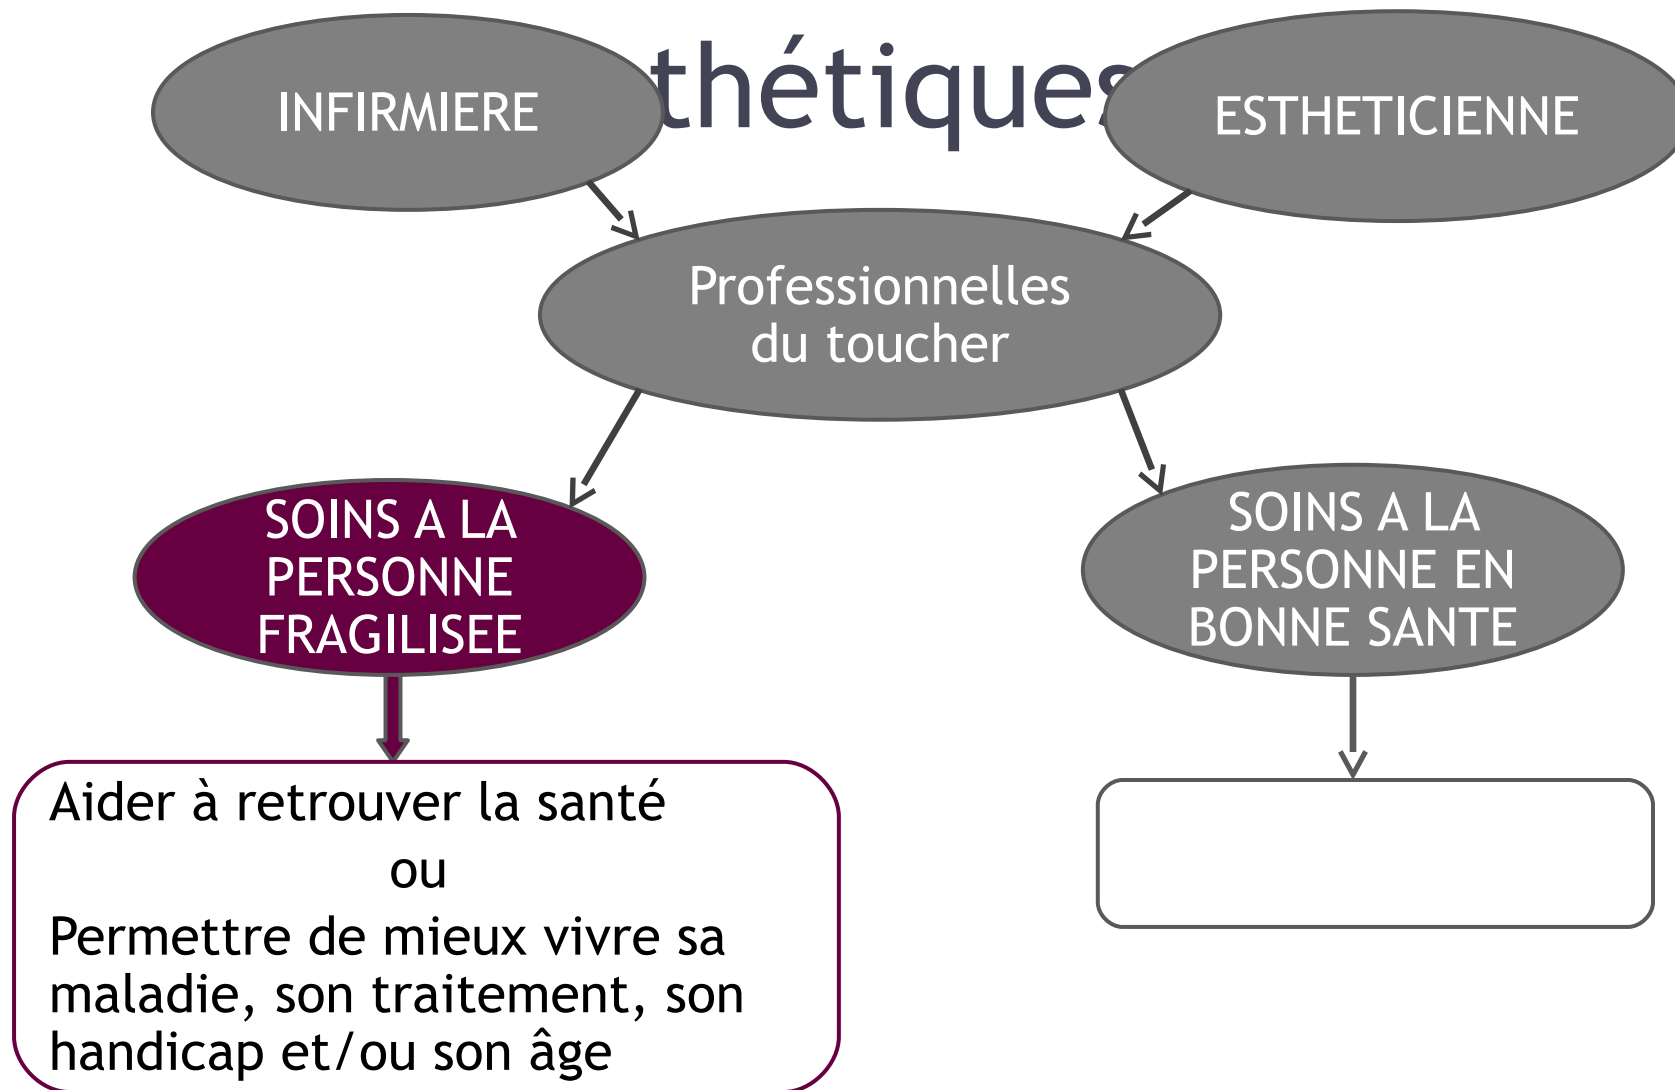 thétiques
INFIRMIERE
ESTHETICIENNE
Professionnelles
du toucher
SOINS A LA
PERSONNE
FRAGILISEE
SOINS A LA
PERSONNE EN
BONNE SANTE
Aider à retrouver la santé
ou
Permettre de mieux vivre sa
maladie, son traitement, son
handicap et/ou son âge